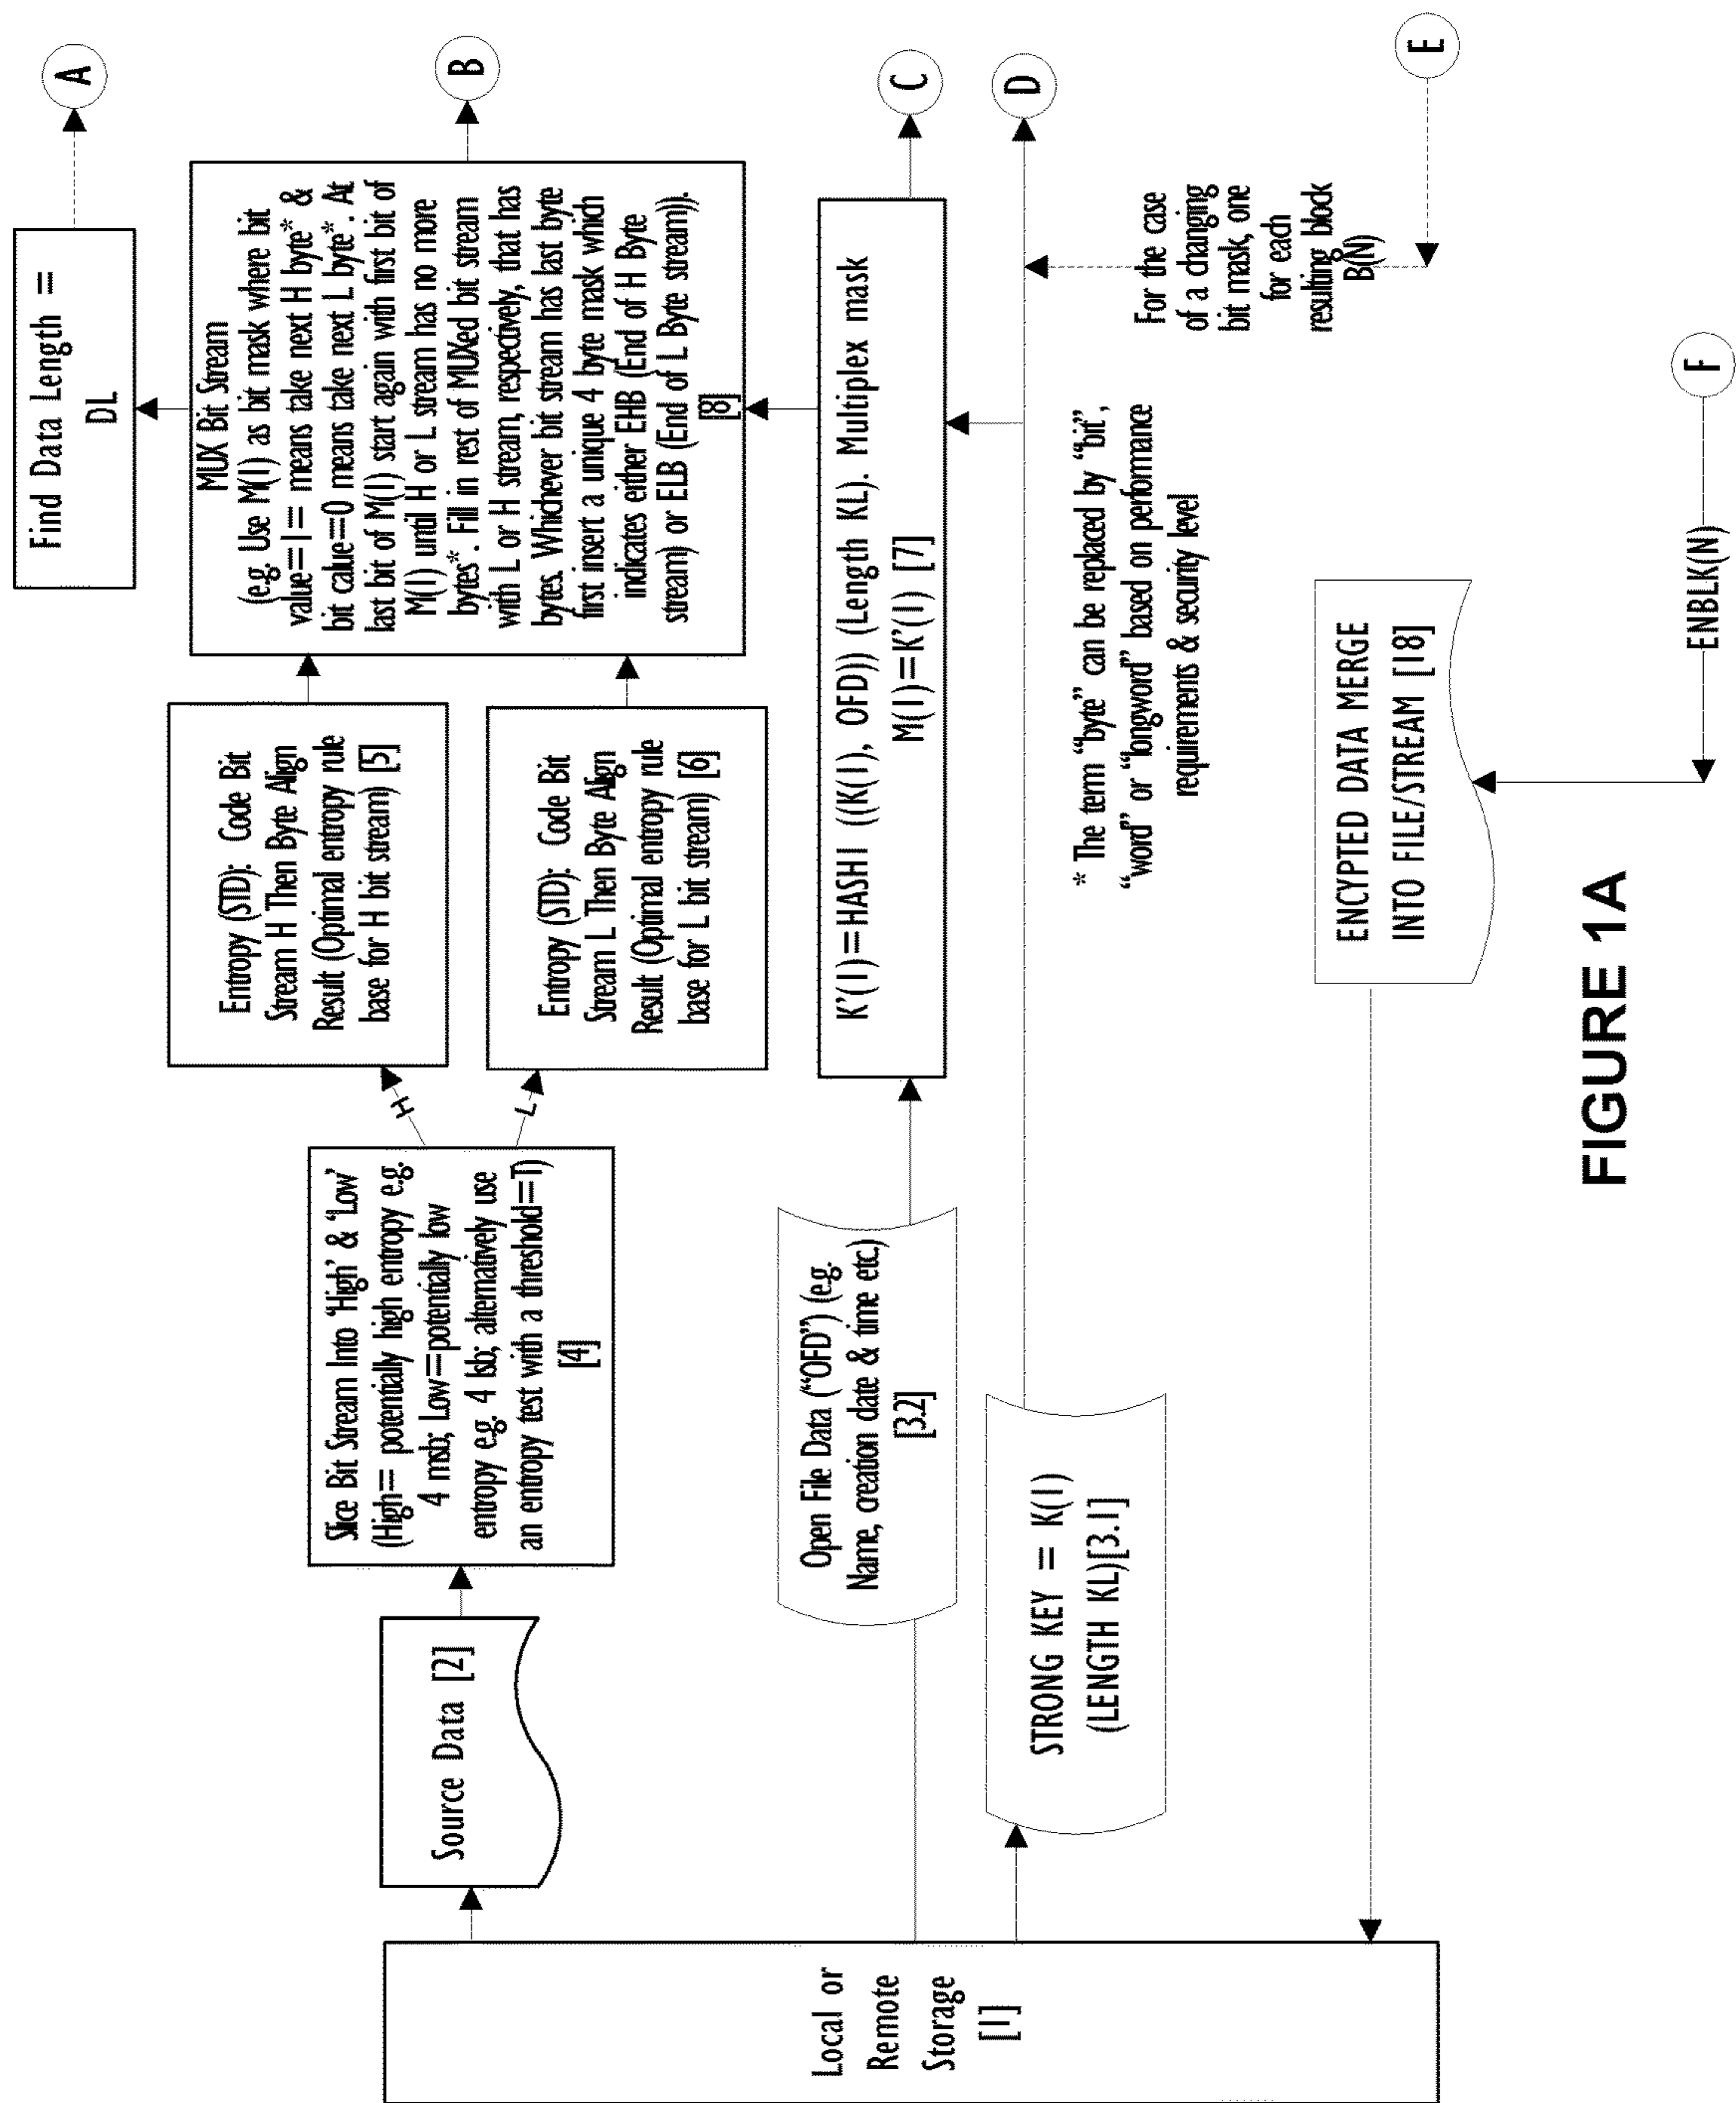 Local or
Remote
Storage
[1]
Source Data [2]
Slice Bit Stream Into 'High' & 'Low'
(High= potentially high entropy e.g.
4 msb; Low=potentially low
entropy e.g. 4 lsb; alternatively use
an entropy test with a threshold=T)
[4]
H
L
Entropy (STD): Code Bit
Stream H Then Byte Align
Result (Optimal entropy rule
base for H bit stream) [5]
Entropy (STD): Code Bit
Stream L Then Byte Align
Result (Optimal entropy rule
base for L bit stream) [6]
MUX Bit Stream
(e.g. Use M(I) as bit mask where bit
value=1= means take next H byte* &
bit calue=0 means take next L byte*. At
last bit of M(I) start again with first bit of
M(I) until H or L stream has no more
bytes*. Fill in rest of MUXed bit stream
with L or H stream, respectively, that has
bytes. Whichever bit stream has last byte
first insert a unique 4 byte mask which
indicates either EHB (End of H Byte
stream) or ELB (End of L Byte stream)).
[8]
Find Data Length =
DL
A
B
Open File Data ("OFD") (e.g.
Name, creation date & time etc.)
[3.2]
K'(I)=HASHI ((K(I), OFD)) (Length KL). Multiplex mask
M(I)=K'(I) [7]
C
STRONG KEY = K(I)
(LENGTH KL)[3.1]
D
For the case
of a changing
bit mask, one
for each
resulting block
B(N)
E
* The term "byte" can be replaced by "bit",
"word" or "longword" based on performance
requirements & security level
ENCYPTED DATA MERGE
INTO FILE/STREAM [18]
ENBLK(N)
F
FIGURE 1A